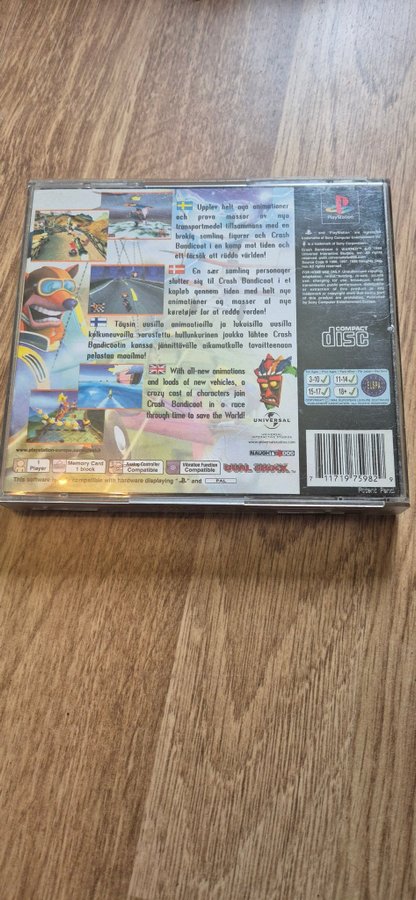 Upplev helt nya animationer
och prova massor av nya
transportmedel tillsammans med en
brokig samling figurer och Crash
Bandicoot i en kamp mot tiden och
ett försök att rädda världen!
En sær samling personager
slutter sig til Crash Bandicoot i et
kapløb gennem tiden med helt nye
animationer og masser af nye
køretøjer for at redde verden!
Täysin uusilla animaatioilla ja lukuisilla uusilla
kulkuneuvoilla varustettu hullunkurinen joukko lähtee Crash
Bandicootin kanssa jännittävälle aikamatkalle tavoitteenaan
pelastaa maailma!
With all-new animations
and loads of new vehicles, a
crazy cast of characters join
Crash Bandicoot in a race
through time to save the World!
PlayStation
COMPACT
disc
3-10
11-14
15-17
18+
ELSPA
UNIVERSAL
UNIVERSAL
INTERACTIVE STUDIOS
NAUGHTY DOG
DUAL SHOCK
1
Player
Memory Card
1 block
Analog Controller
Compatible
Vibration Function
Compatible
This software is compatible with hardware displaying " " and PAL
7 11719 75982 9
Patent Pend.